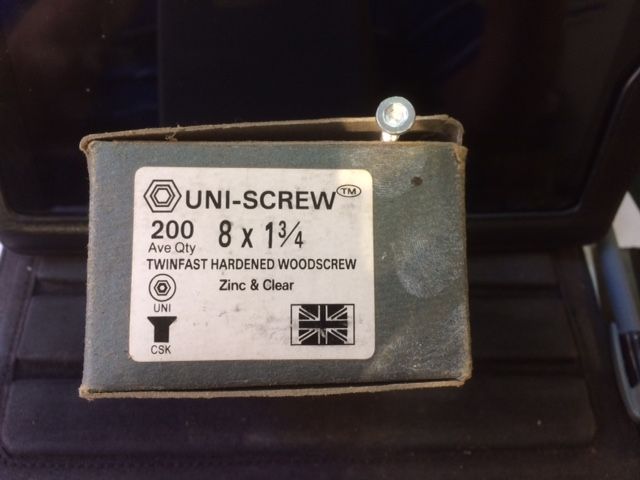 UNI-SCREW™
200 8 x 1¾
Ave Qty
TWINFAST HARDENED WOODSCREW
Zinc & Clear
UNI
CSK